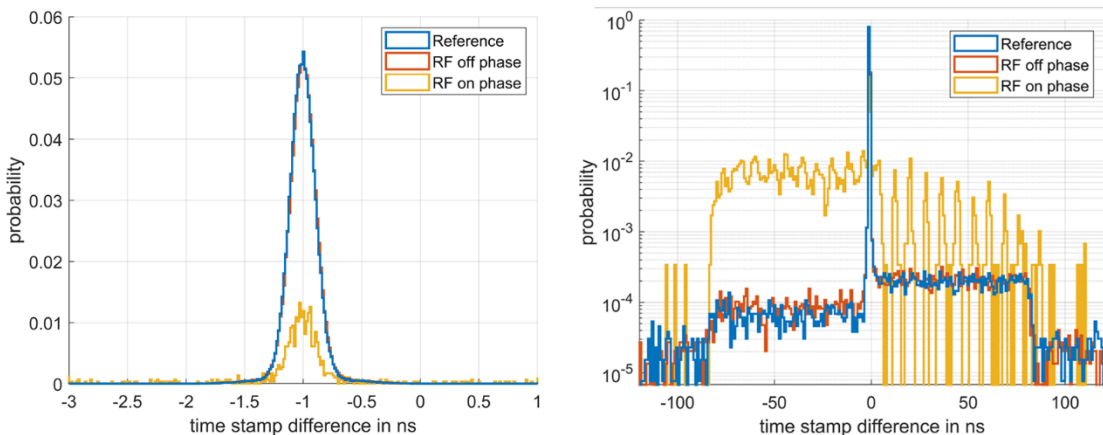 0.06
0.05
0.04
0.03
0.02
0.01
0
probability
-3
-2.5
-2
-1.5
-1
-0.5
0
0.5
1
time stamp difference in ns
Reference
RF off phase
RF on phase
10^0
10^-1
10^-2
10^-3
10^-4
10^-5
probability
-100
-50
0
50
100
time stamp difference in ns
Reference
RF off phase
RF on phase